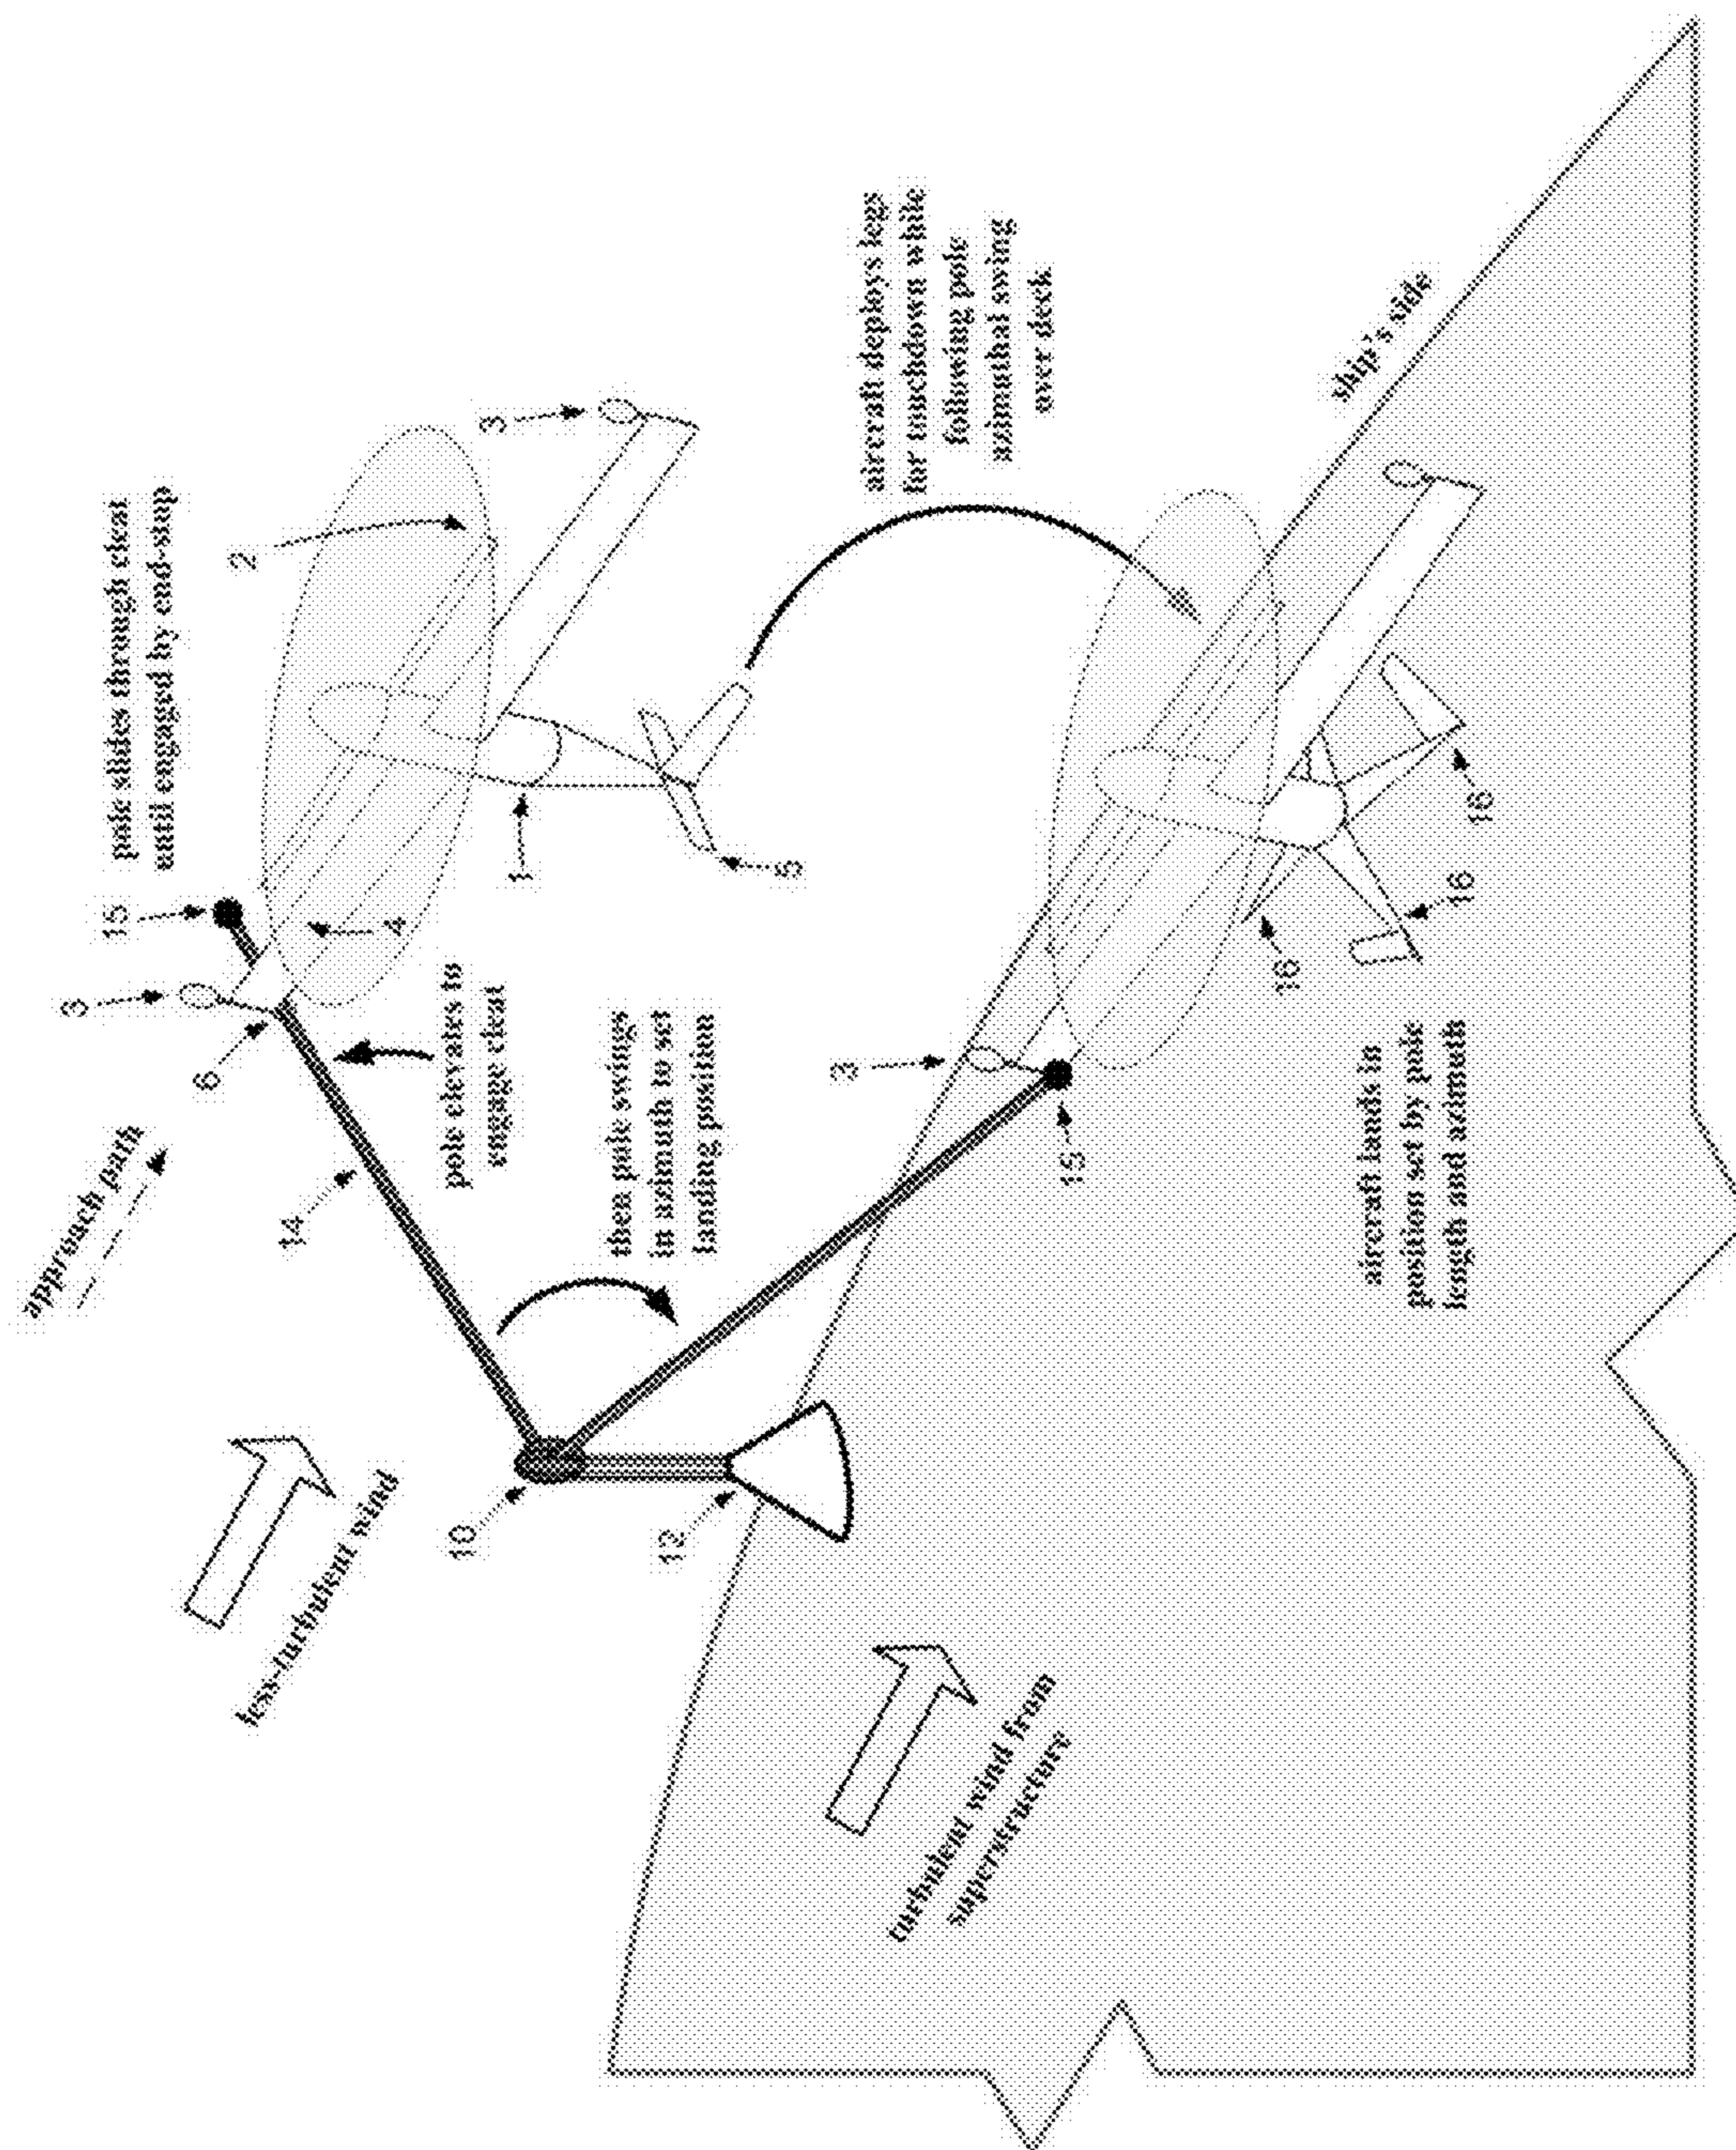 approach path
less-turbulent wind
turbulent wind from
superstructure
pole slides through cleat
until engaged by end-stop
pole elevates to
engage cleat
then pole swings
in azimuth to set
landing position
aircraft deploys legs
for touchdown while
following pole
azimuthal swing
over deck
aircraft lands in
position set by pole
length and azimuth
ship's side
3
15
6
14
4
2
3
1
5
10
12
3
15
16
16
16